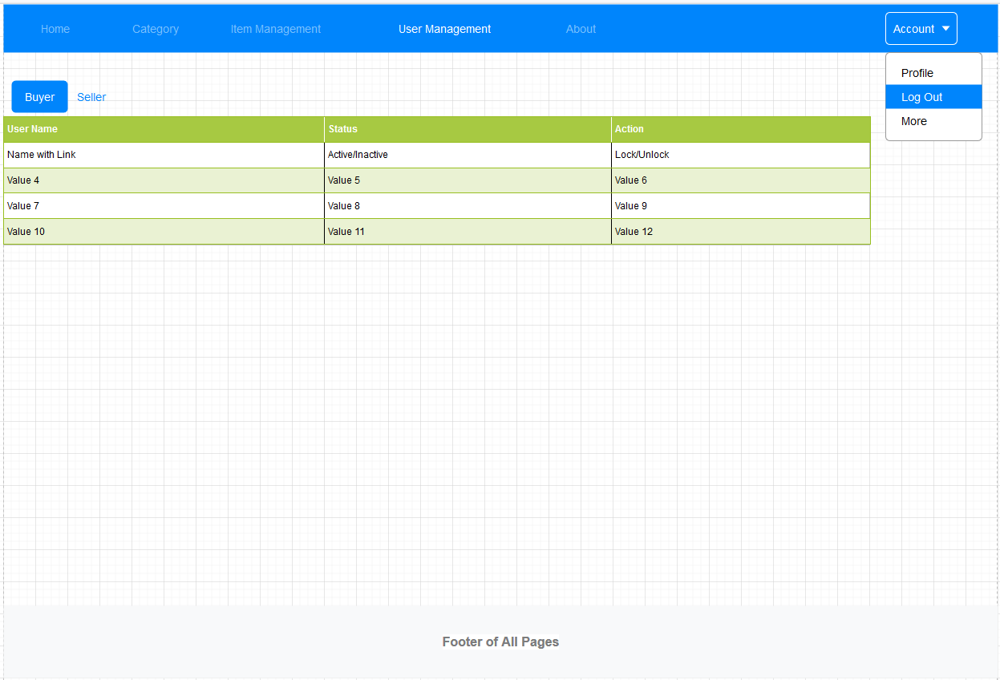 Home Category Item Management User Management About Account
Profile
Log Out
More
Buyer Seller
User Name Status Action
Name with Link Active/Inactive Lock/Unlock
Value 4 Value 5 Value 6
Value 7 Value 8 Value 9
Value 10 Value 11 Value 12
Footer of All Pages